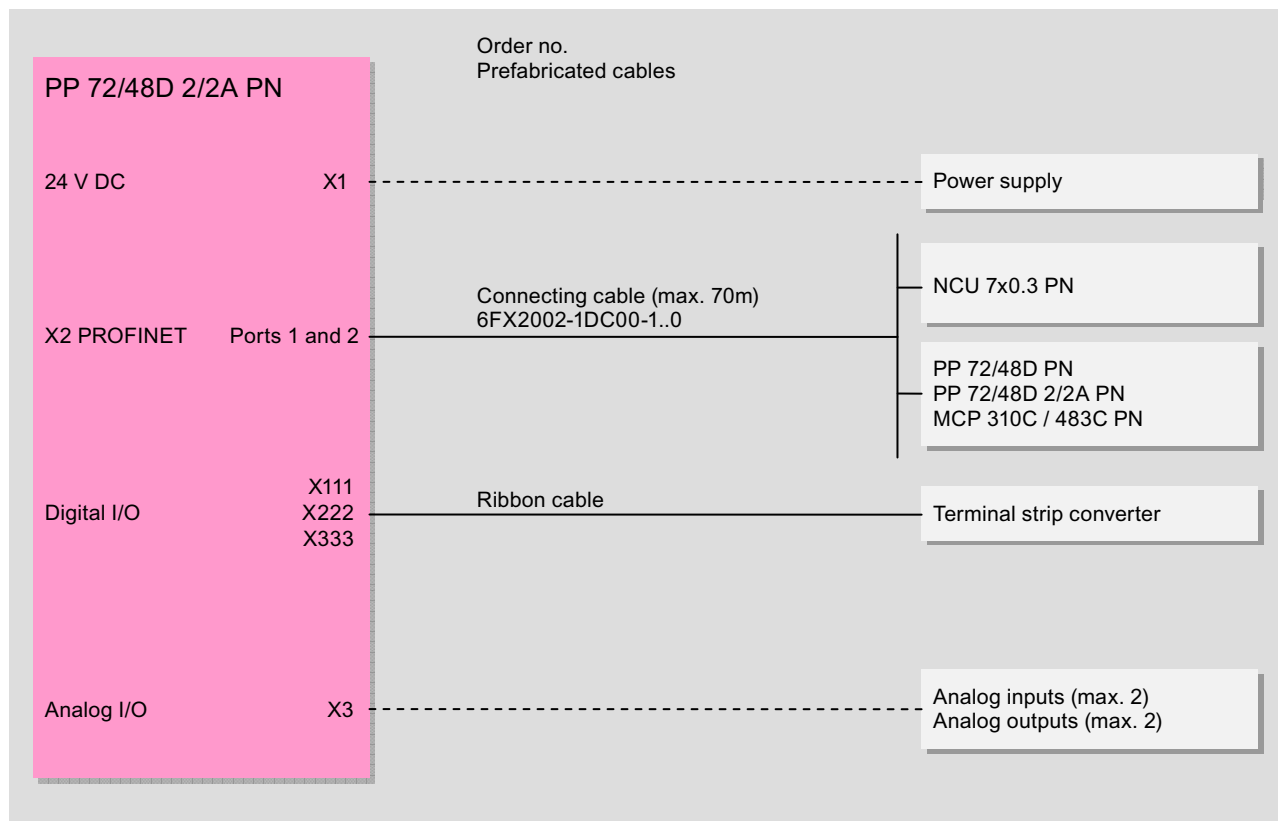 Order no.
Prefabricated cables
PP 72/48D 2/2A PN
24 V DC X1
Power supply
NCU 7x0.3 PN
Connecting cable (max. 70m)
6FX2002-1DC00-1..0
X2 PROFINET Ports 1 and 2
PP 72/48D PN
PP 72/48D 2/2A PN
MCP 310C / 483C PN
X111
Digital I/O X222
X333
Ribbon cable
Terminal strip converter
Analog I/O X3
Analog inputs (max. 2)
Analog outputs (max. 2)